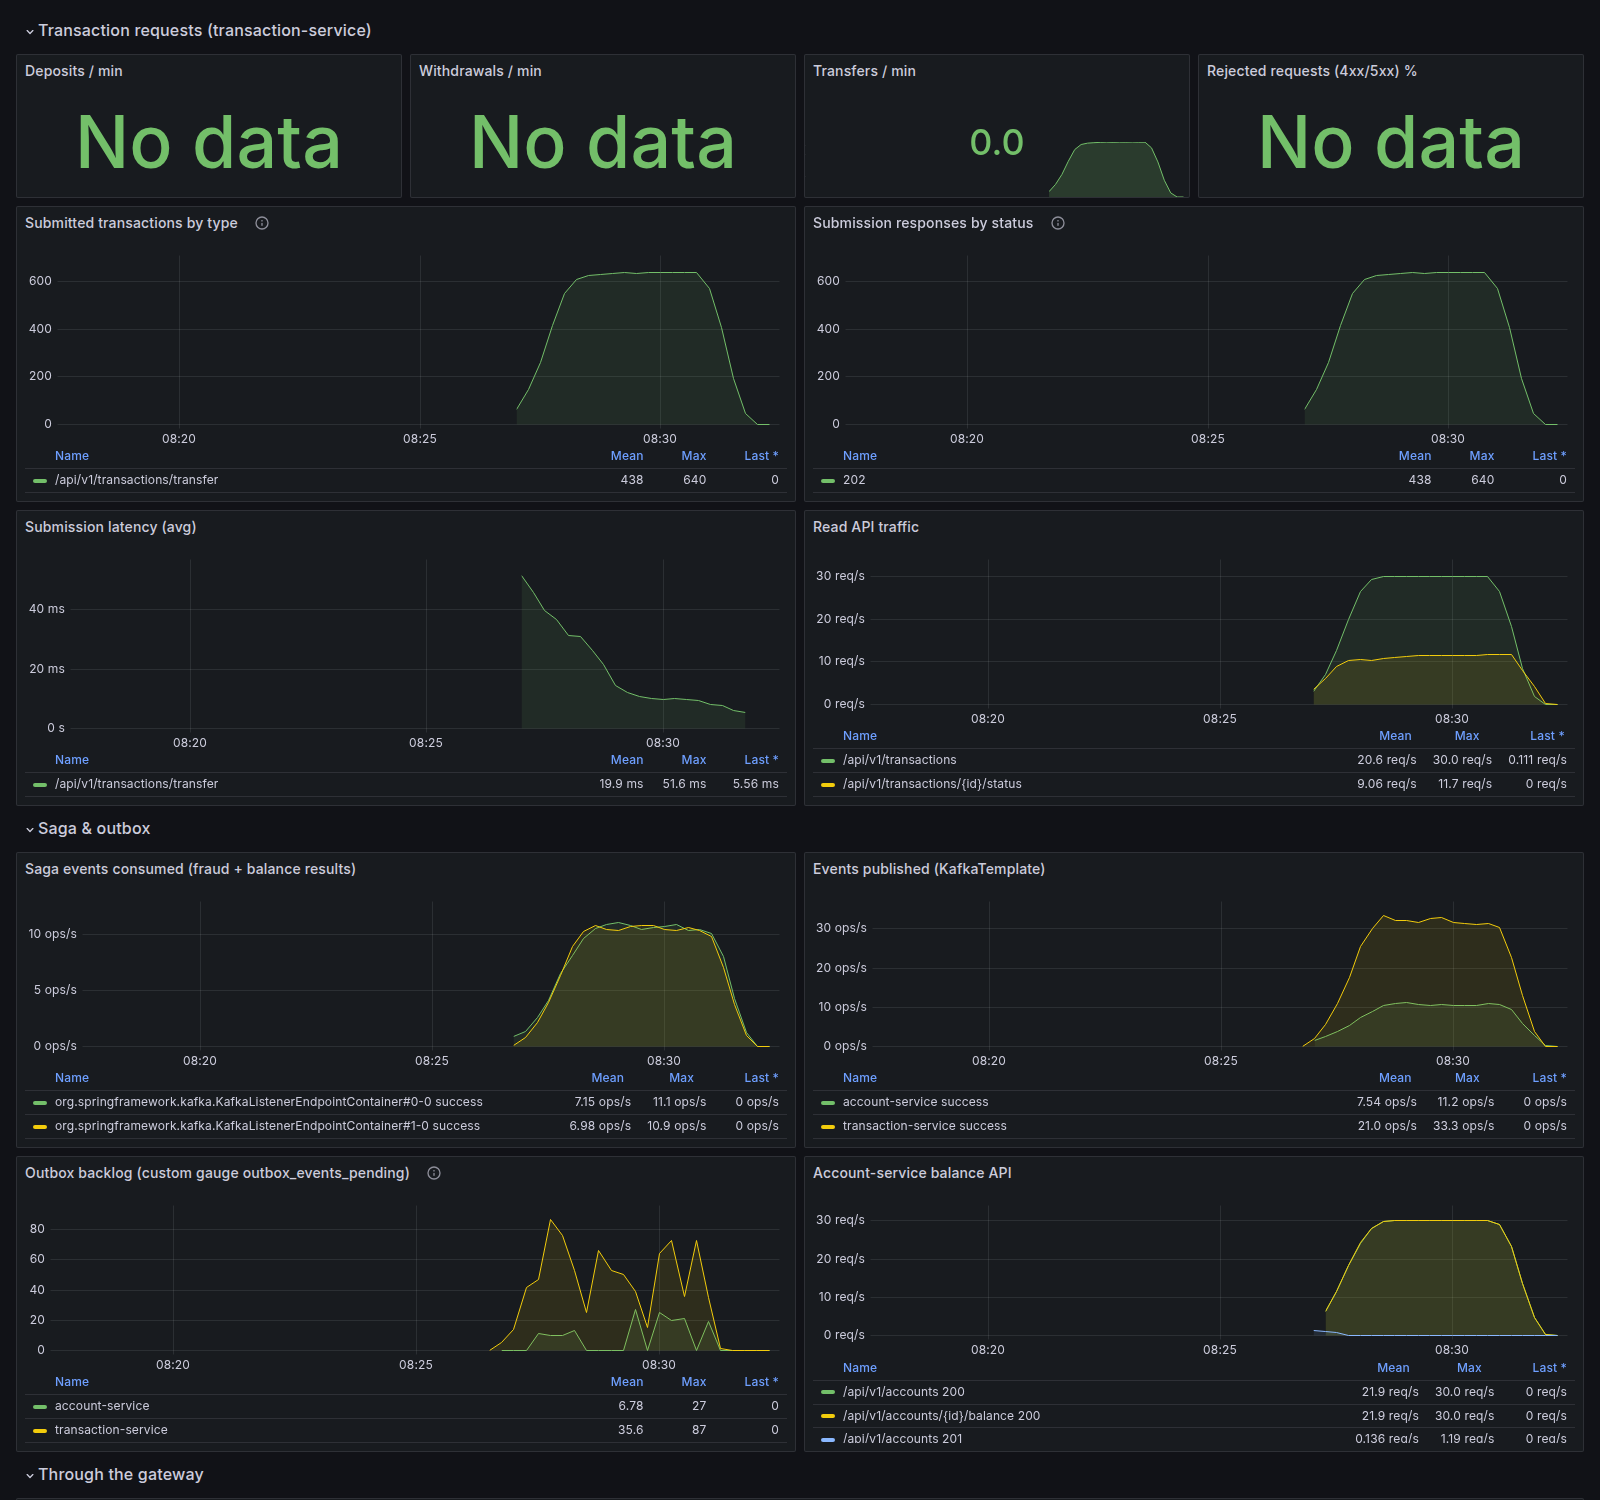 Transaction requests (transaction-service)
Deposits / min
No data
Withdrawals / min
No data
Transfers / min
0.0
Rejected requests (4xx/5xx) %
No data
Submitted transactions by type
600
400
200
0
08:20 08:25 08:30
Name Mean Max Last *
/api/v1/transactions/transfer 438 640 0
Submission responses by status
600
400
200
0
08:20 08:25 08:30
Name Mean Max Last *
202 438 640 0
Submission latency (avg)
40 ms
20 ms
0 s
08:20 08:25 08:30
Name Mean Max Last *
/api/v1/transactions/transfer 19.9 ms 51.6 ms 5.56 ms
Read API traffic
30 req/s
20 req/s
10 req/s
0 req/s
08:20 08:25 08:30
Name Mean Max Last *
/api/v1/transactions 20.6 req/s 30.0 req/s 0.111 req/s
/api/v1/transactions/{id}/status 9.06 req/s 11.7 req/s 0 req/s
Saga & outbox
Saga events consumed (fraud + balance results)
10 ops/s
5 ops/s
0 ops/s
08:20 08:25 08:30
Name Mean Max Last *
org.springframework.kafka.KafkaListenerEndpointContainer#0-0 success 7.15 ops/s 11.1 ops/s 0 ops/s
org.springframework.kafka.KafkaListenerEndpointContainer#1-0 success 6.98 ops/s 10.9 ops/s 0 ops/s
Events published (KafkaTemplate)
30 ops/s
20 ops/s
10 ops/s
0 ops/s
08:20 08:25 08:30
Name Mean Max Last *
account-service success 7.54 ops/s 11.2 ops/s 0 ops/s
transaction-service success 21.0 ops/s 33.3 ops/s 0 ops/s
Outbox backlog (custom gauge outbox_events_pending)
80
60
40
20
0
08:20 08:25 08:30
Name Mean Max Last *
account-service 6.78 27 0
transaction-service 35.6 87 0
Account-service balance API
30 req/s
20 req/s
10 req/s
0 req/s
08:20 08:25 08:30
Name Mean Max Last *
/api/v1/accounts 200 21.9 req/s 30.0 req/s 0 req/s
/api/v1/accounts/{id}/balance 200 21.9 req/s 30.0 req/s 0 req/s
/api/v1/accounts 201 0.136 req/s 1.19 req/s 0 req/s
Through the gateway